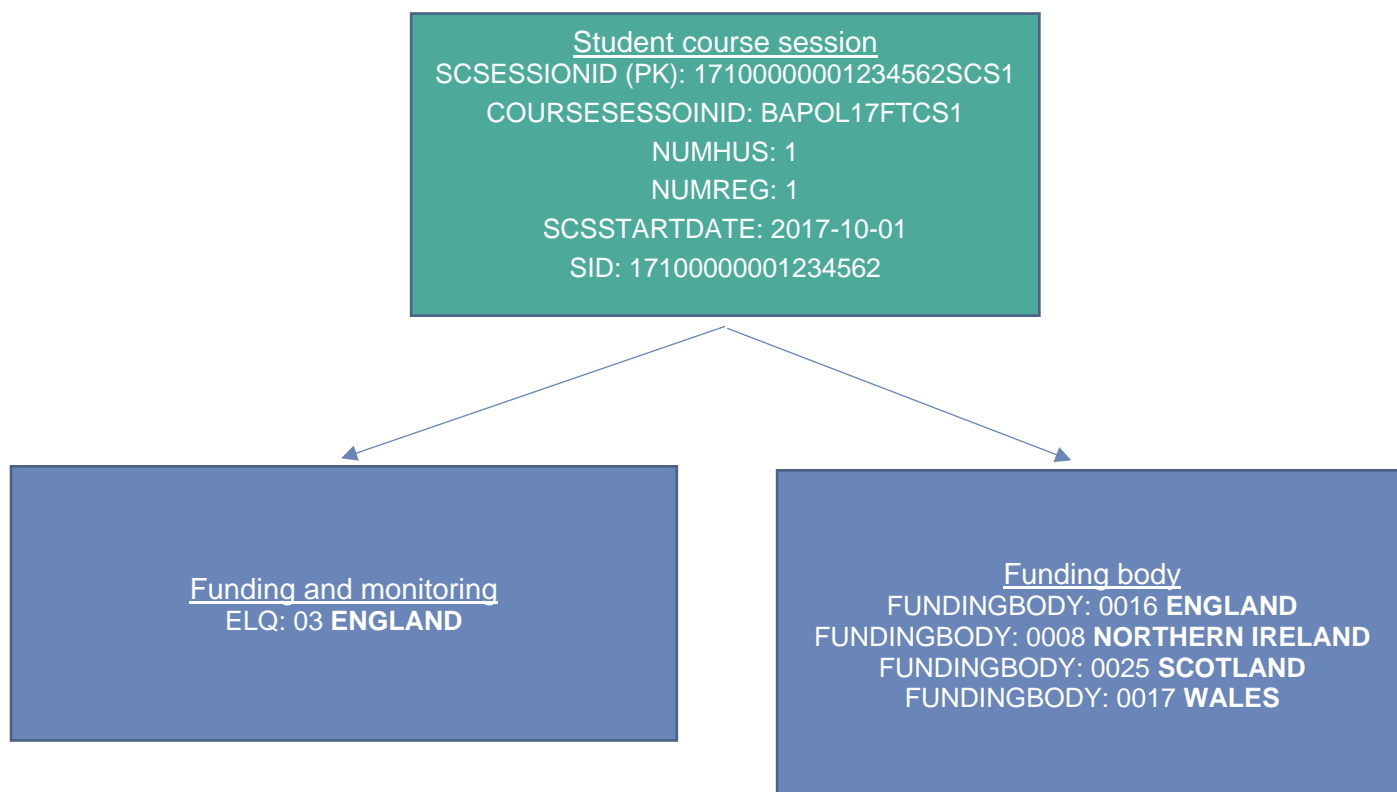 Student course session
SCSESSIONID (PK): 17100000001234562SCS1
COURSESESSOINID: BAPOL17FTCS1
NUMHUS: 1
NUMREG: 1
SCSSTARTDATE: 2017-10-01
SID: 17100000001234562
Funding and monitoring
ELQ: 03 ENGLAND
Funding body
FUNDINGBODY: 0016 ENGLAND
FUNDINGBODY: 0008 NORTHERN IRELAND
FUNDINGBODY: 0025 SCOTLAND
FUNDINGBODY: 0017 WALES